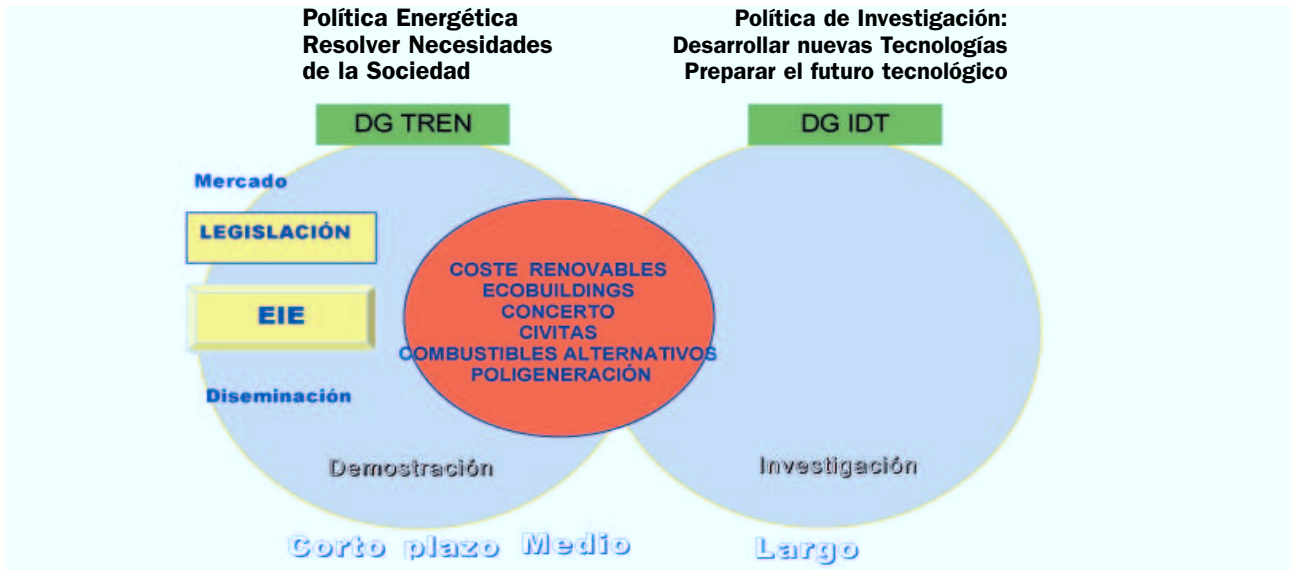 Política Energética
Resolver Necesidades
de la Sociedad
Política de Investigación:
Desarrollar nuevas Tecnologías
Preparar el futuro tecnológico
DG TREN
DG IDT
Mercado
LEGISLACIÓN
EIE
Diseminación
COSTE RENOVABLES
ECOBUILDINGS
CONCERTO
CIVITAS
COMBUSTIBLES ALTERNATIVOS
POLIGENERACIÓN
Demostración
Investigación
Corto plazo Medio Largo